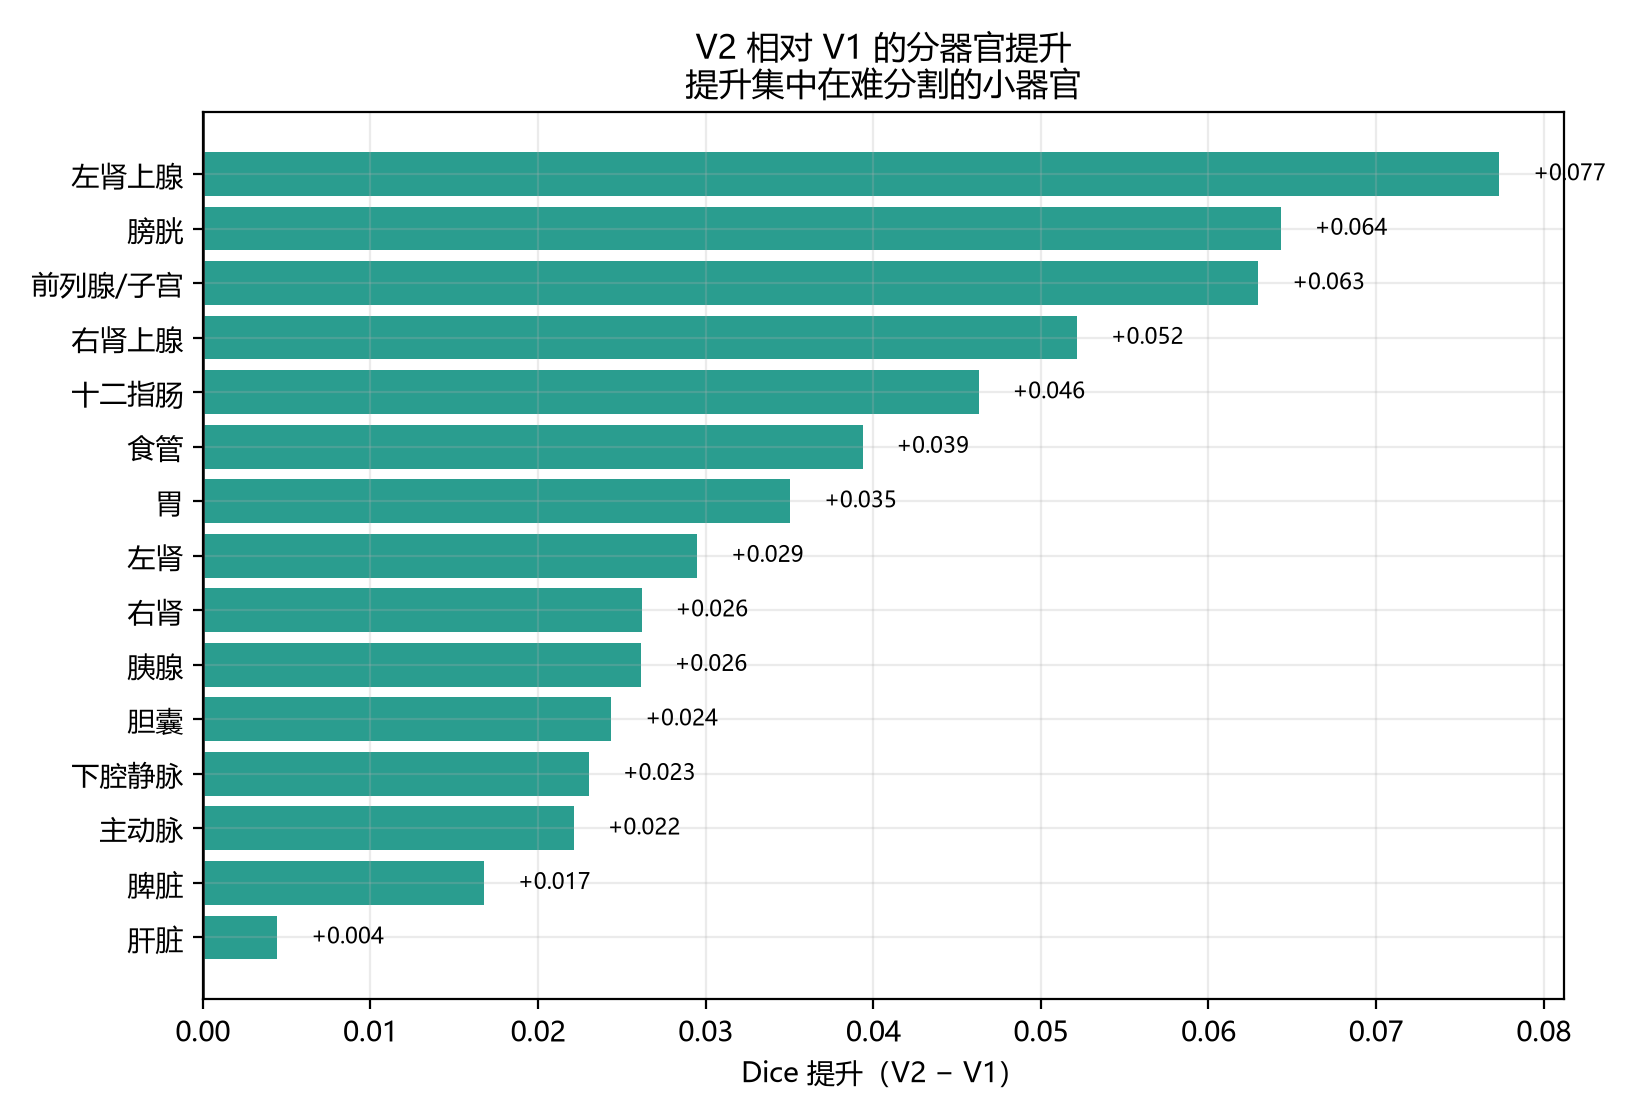 V2 相对 V1 的分器官提升
提升集中在难分割的小器官
左肾上腺 +0.077
膀胱 +0.064
前列腺/子宫 +0.063
右肾上腺 +0.052
十二指肠 +0.046
食管 +0.039
胃 +0.035
左肾 +0.029
右肾 +0.026
胰腺 +0.026
胆囊 +0.024
下腔静脉 +0.023
主动脉 +0.022
脾脏 +0.017
肝脏 +0.004
0.00 0.01 0.02 0.03 0.04 0.05 0.06 0.07 0.08
Dice 提升（V2 − V1）